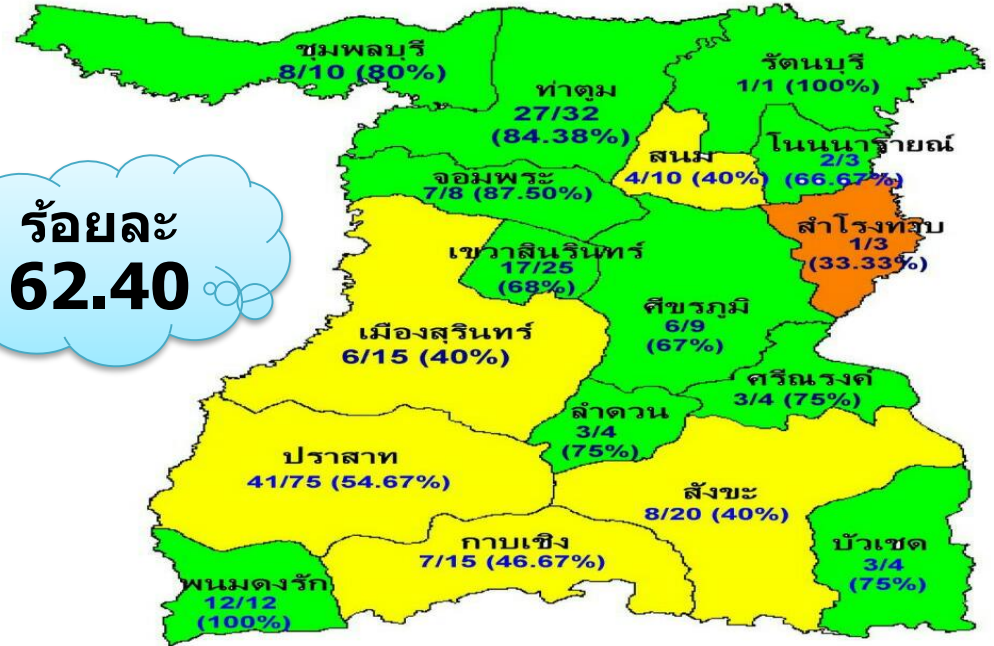 ชุมพลบุรี
8/10 (80%)
ท่าตูม
27/32
(84.38%)
รัตนบุรี
1/1 (100%)
สนม
4/10 (40%)
โนนนารายณ์
2/3
(66.67%)
จอมพระ
7/8 (87.50%)
สำโรงทาบ
1/3
(33.33%)
ร้อยละ
62.40
เขวาสินรินทร์
17/25
(68%)
ศีขรภูมิ
6/9
(67%)
เมืองสุรินทร์
6/15 (40%)
ศรีณรงค์
3/4 (75%)
ลำดวน
3/4
(75%)
ปราสาท
41/75 (54.67%)
สังขะ
8/20 (40%)
กาบเชิง
7/15 (46.67%)
บัวเชด
3/4
(75%)
พนมดงรัก
12/12
(100%)